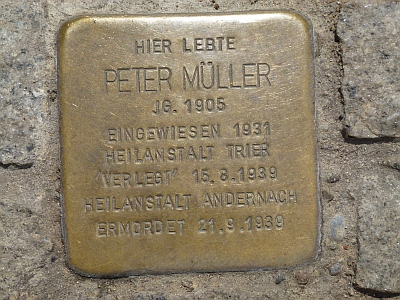 HIER LEBTE
PETER MÜLLER
JG. 1905
EINGEWIESEN 1931
HEILANSTALT TRIER
'VERLEGT' 15.8.1939
HEILANSTALT ANDERNACH
ERMORDET 21.9.1939